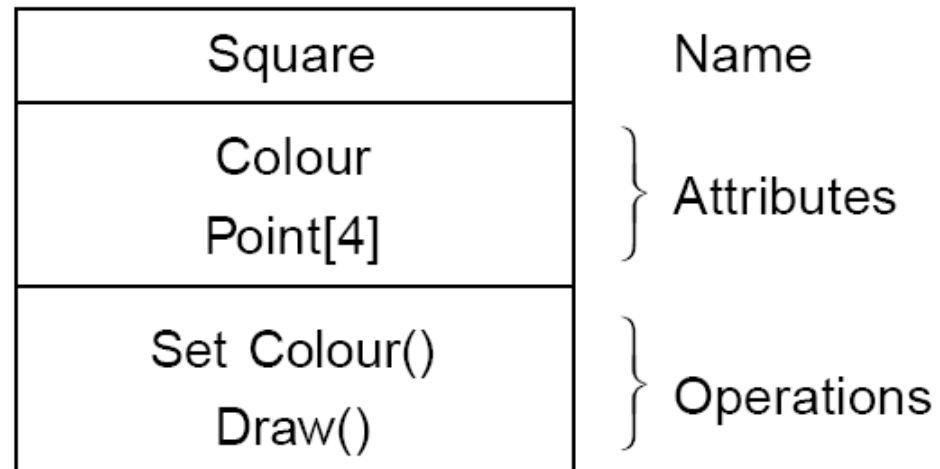 Square Name
Colour
Point[4]
Attributes
Set Colour()
Draw()
Operations